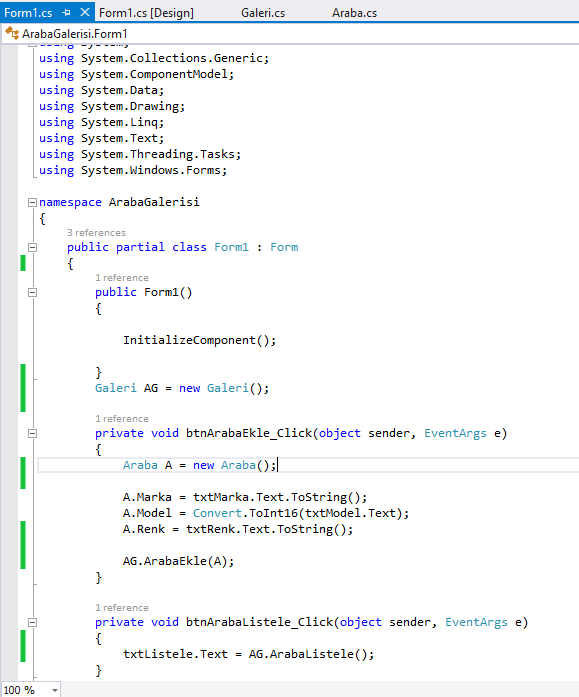 Form1.cs Form1.cs [Design] Galeri.cs Araba.cs
ArabaGalerisi.Form1
using System;
using System.Collections.Generic;
using System.ComponentModel;
using System.Data;
using System.Drawing;
using System.Linq;
using System.Text;
using System.Threading.Tasks;
using System.Windows.Forms;
namespace ArabaGalerisi
{
3 references
public partial class Form1 : Form
{
1 reference
public Form1()
{
InitializeComponent();
}
Galeri AG = new Galeri();
1 reference
private void btnArabaEkle_Click(object sender, EventArgs e)
{
Araba A = new Araba();
A.Marka = txtMarka.Text.ToString();
A.Model = Convert.ToInt16(txtModel.Text);
A.Renk = txtRenk.Text.ToString();
AG.ArabaEkle(A);
}
1 reference
private void btnArabaListele_Click(object sender, EventArgs e)
{
txtListele.Text = AG.ArabaListele();
}
100 %